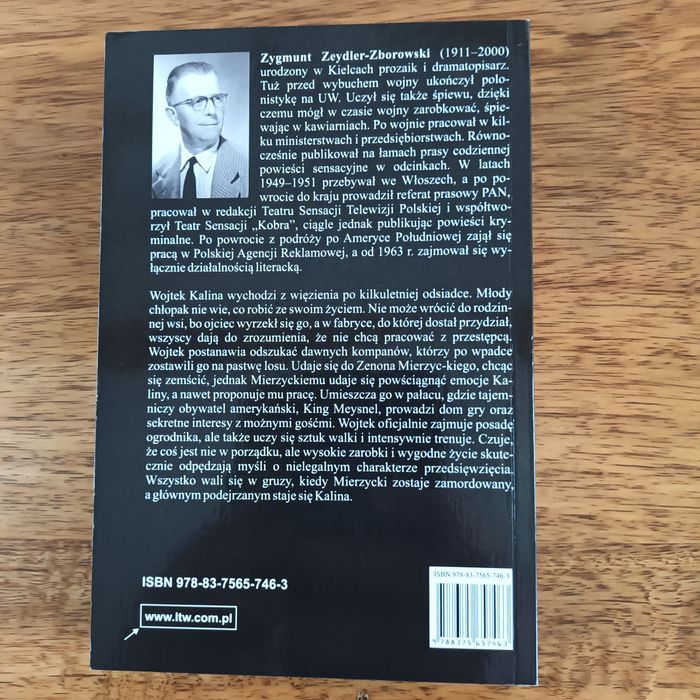 Zygmunt Zeydler-Zborowski (1911–2000)
urodzony w Kielcach prozaik i dramatopisarz.
Tuż przed wybuchem wojny ukończył polo-
nistykę na UW. Uczył się także śpiewu, dzięki
czemu mógł w czasie wojny zarobkować, śpie-
wając w kawiarniach. Po wojnie pracował w kil-
ku ministerstwach i przedsiębiorstwach. Równo-
cześnie publikował na łamach prasy codziennej
powieści sensacyjne w odcinkach. W latach
1949–1951 przebywał we Włoszech, a po po-
wrocie do kraju prowadził referat prasowy PAN,
pracował w redakcji Teatru Sensacji Telewizji Polskiej i współtwo-
rzył Teatr Sensacji „Kobra”, ciągle jednak publikując powieści kry-
minalne. Po powrocie z podróży po Ameryce Południowej zajął się
pracą w Polskiej Agencji Reklamowej, a od 1963 r. zajmował się wy-
łącznie działalnością literacką.
Wojtek Kalina wychodzi z więzienia po kilkuletniej odsiadce. Młody
chłopak nie wie, co robić ze swoim życiem. Nie może wrócić do rodzin-
nej wsi, bo ojciec wyrzekł się go, a w fabryce, do której dostał przydział,
wszyscy dają do zrozumienia, że nie chcą pracować z przestępcą.
Wojtek postanawia odszukać dawnych kompanów, którzy po wpadce
zostawili go na pastwę losu. Udaje się do Zenona Mierzyc-kiego, chcąc
się zemścić, jednak Mierzyckiemu udaje się powściągnąć emocje Ka-
liny, a nawet proponuje mu pracę. Umieszcza go w pałacu, gdzie tajem-
niczy obywatel amerykański, King Meysnel, prowadzi dom gry oraz
sekretne interesy z możnymi gośćmi. Wojtek oficjalnie zajmuje posadę
ogrodnika, ale także uczy się sztuk walki i intensywnie trenuje. Czuje,
że coś jest nie w porządku, ale wysokie zarobki i wygodne życie skute-
cznie odpędzają myśli o nielegalnym charakterze przedsięwzięcia.
Wszystko wali się w gruzy, kiedy Mierzycki zostaje zamordowany,
a głównym podejrzanym staje się Kalina.
ISBN 978-83-7565-746-3
www.ltw.com.pl
ISBN 978-83-7565-746-3
9 788375 657463